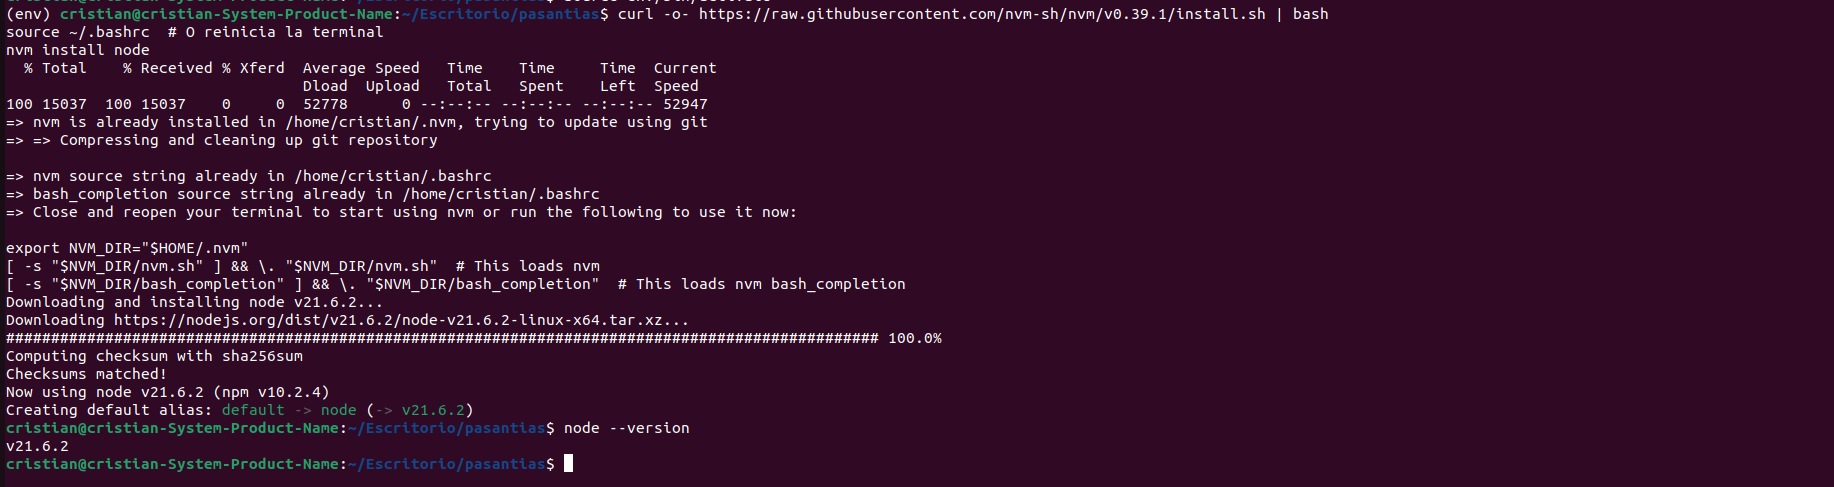 (env) cristian@cristian-System-Product-Name:~/Escritorio/pasantias$ curl -o- https://raw.githubusercontent.com/nvm-sh/nvm/v0.39.1/install.sh | bash
source ~/.bashrc  # O reinicia la terminal
nvm install node
  % Total    % Received % Xferd  Average Speed   Time    Time     Time  Current
                                 Dload  Upload   Total   Spent    Left  Speed
100 15037  100 15037    0     0  52778      0 --:--:-- --:--:-- --:--:-- 52947
=> nvm is already installed in /home/cristian/.nvm, trying to update using git
=> => Compressing and cleaning up git repository

=> nvm source string already in /home/cristian/.bashrc
=> bash_completion source string already in /home/cristian/.bashrc
=> Close and reopen your terminal to start using nvm or run the following to use it now:

export NVM_DIR="$HOME/.nvm"
[ -s "$NVM_DIR/nvm.sh" ] && \. "$NVM_DIR/nvm.sh"  # This loads nvm
[ -s "$NVM_DIR/bash_completion" ] && \. "$NVM_DIR/bash_completion"  # This loads nvm bash_completion
Downloading and installing node v21.6.2...
Downloading https://nodejs.org/dist/v21.6.2/node-v21.6.2-linux-x64.tar.xz...
################################################################################################# 100.0%
Computing checksum with sha256sum
Checksums matched!
Now using node v21.6.2 (npm v10.2.4)
Creating default alias: default -> node (-> v21.6.2)
cristian@cristian-System-Product-Name:~/Escritorio/pasantias$ node --version
v21.6.2
cristian@cristian-System-Product-Name:~/Escritorio/pasantias$